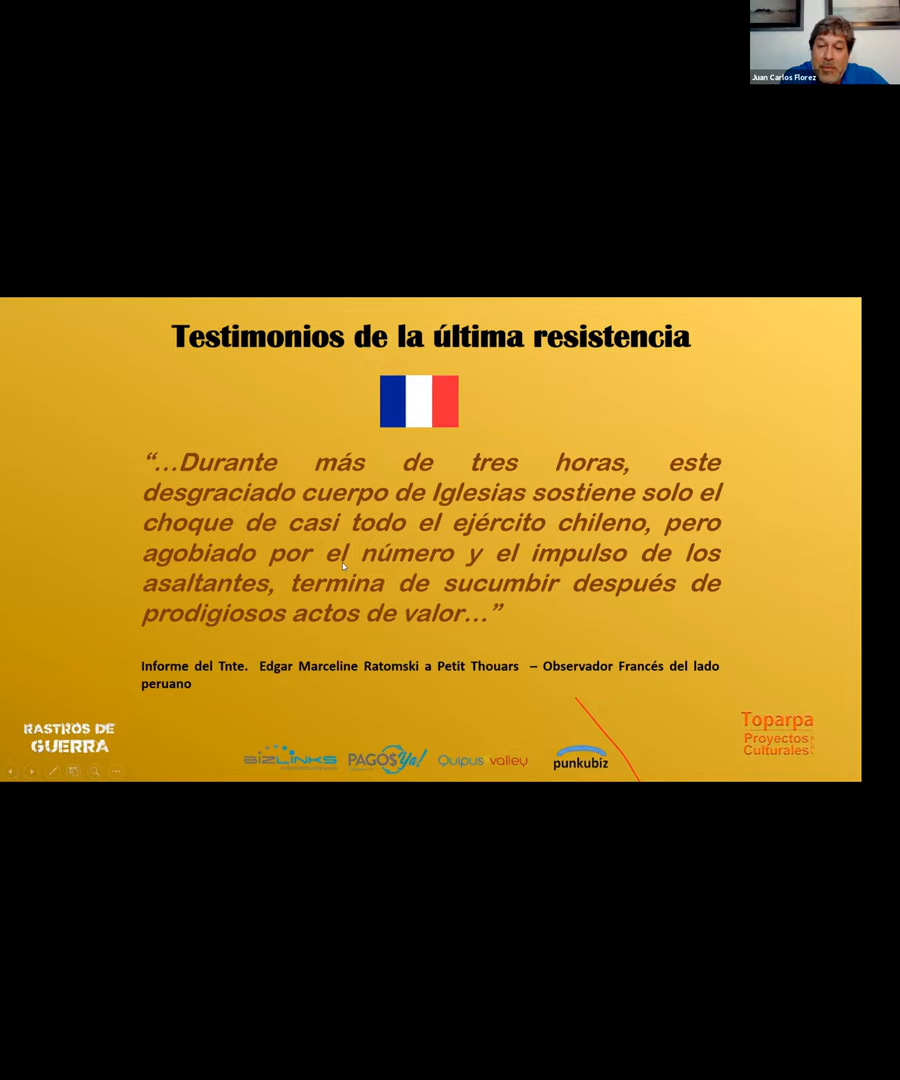 Juan Carlos Florez
Testimonios de la última resistencia
“...Durante más de tres horas, este
desgraciado cuerpo de Iglesias sostiene solo el
choque de casi todo el ejército chileno, pero
agobiado por el número y el impulso de los
asaltantes, termina de sucumbir después de
prodigiosos actos de valor...”
Informe del Tnte. Edgar Marceline Ratomski a Petit Thouars – Observador Francés del lado
peruano
RASTROS DE
GUERRA
BIZLINKS
PAGOS Ya!
Quipus valley
punkubiz
Toparpa
Proyectos
Culturales